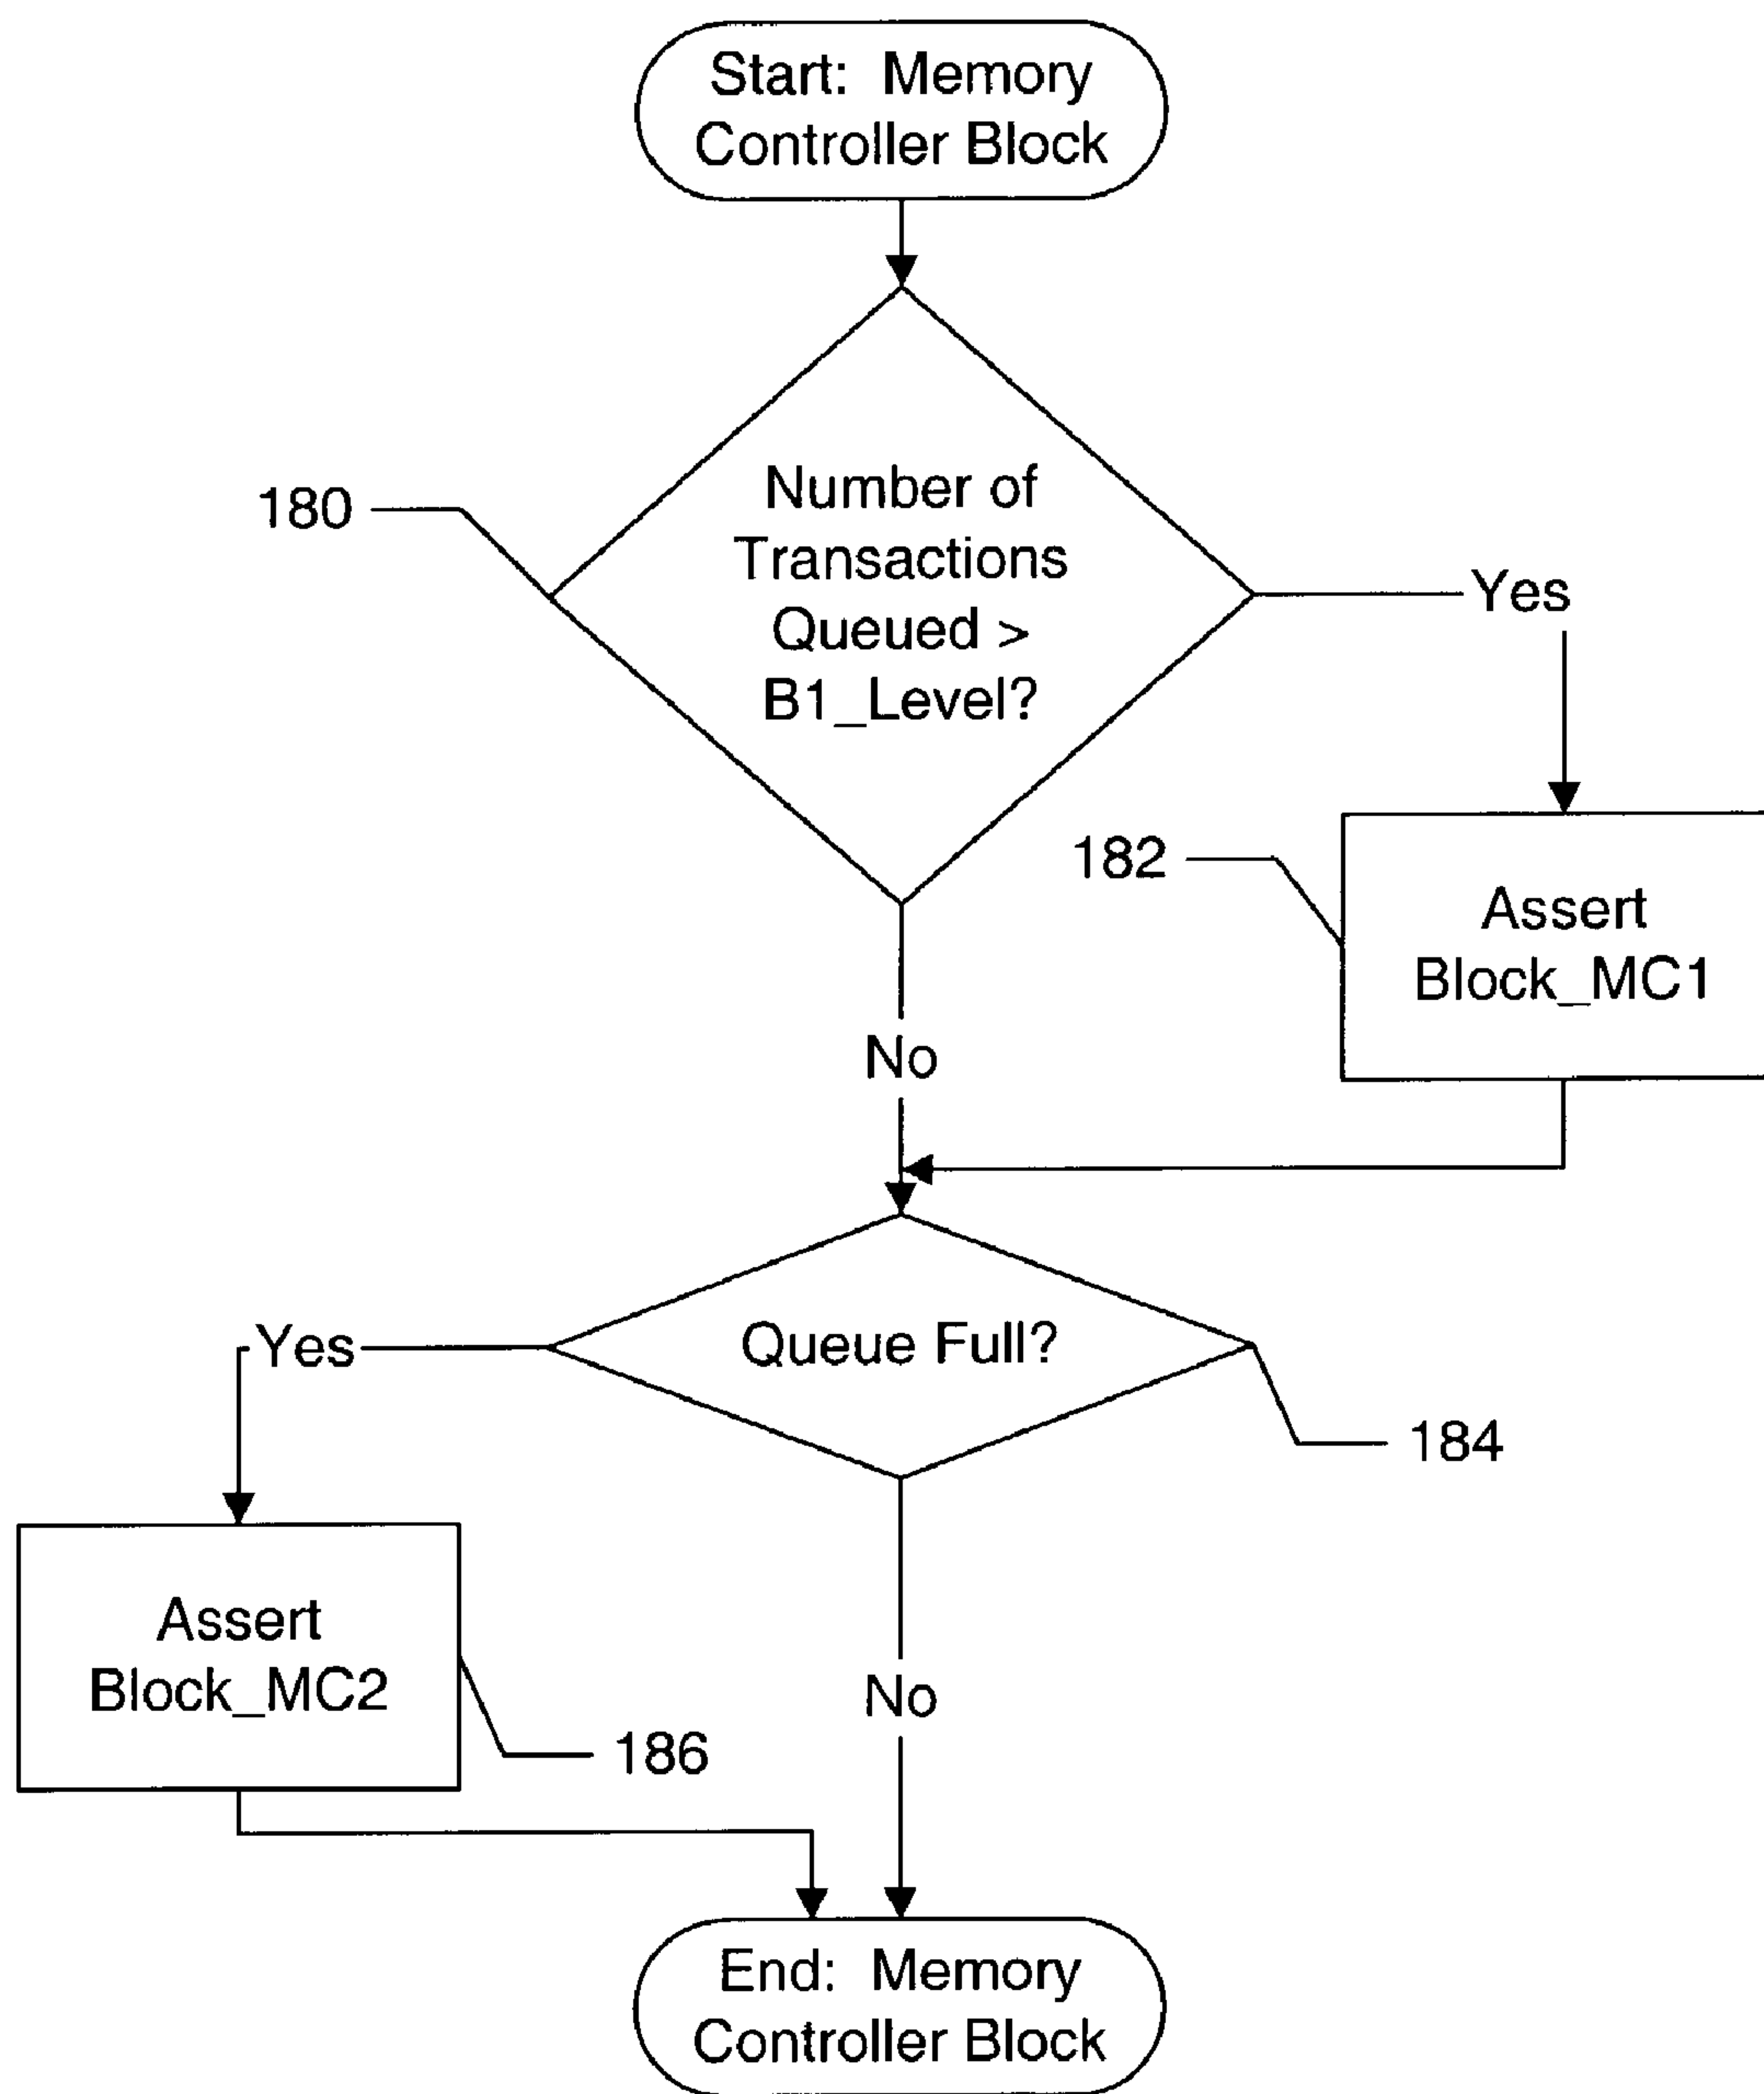 Start: Memory
Controller Block
180
Number of
Transactions
Queued >
B1_Level?
Yes
182
Assert
Block_MC1
No
Yes
Queue Full?
184
Assert
Block_MC2
186
No
End: Memory
Controller Block